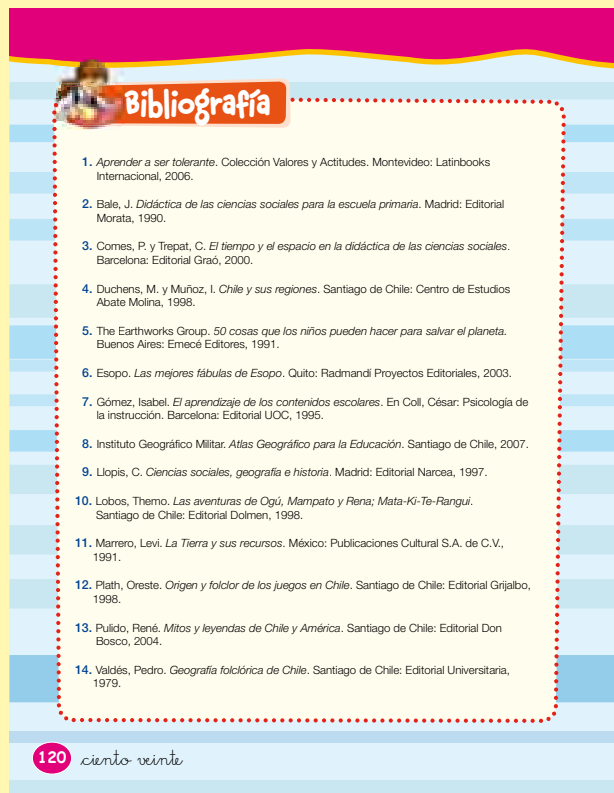 Bibliografía
1. Aprender a ser tolerante. Colección Valores y Actitudes. Montevideo: Latinbooks
Internacional, 2006.
2. Bale, J. Didáctica de las ciencias sociales para la escuela primaria. Madrid: Editorial
Morata, 1990.
3. Comes, P. y Trepat, C. El tiempo y el espacio en la didáctica de las ciencias sociales.
Barcelona: Editorial Graó, 2000.
4. Duchens, M. y Muñoz, I. Chile y sus regiones. Santiago de Chile: Centro de Estudios
Abate Molina, 1998.
5. The Earthworks Group. 50 cosas que los niños pueden hacer para salvar el planeta.
Buenos Aires: Emecé Editores, 1991.
6. Esopo. Las mejores fábulas de Esopo. Quito: Radmandí Proyectos Editoriales, 2003.
7. Gómez, Isabel. El aprendizaje de los contenidos escolares. En Coll, César: Psicología de
la instrucción. Barcelona: Editorial UOC, 1995.
8. Instituto Geográfico Militar. Atlas Geográfico para la Educación. Santiago de Chile, 2007.
9. Llopis, C. Ciencias sociales, geografía e historia. Madrid: Editorial Narcea, 1997.
10. Lobos, Themo. Las aventuras de Ogú, Mampato y Rena; Mata-Ki-Te-Rangui.
Santiago de Chile: Editorial Dolmen, 1998.
11. Marrero, Levi. La Tierra y sus recursos. México: Publicaciones Cultural S.A. de C.V.,
1991.
12. Plath, Oreste. Origen y folclor de los juegos en Chile. Santiago de Chile: Editorial Grijalbo,
1998.
13. Pulido, René. Mitos y leyendas de Chile y América. Santiago de Chile: Editorial Don
Bosco, 2004.
14. Valdés, Pedro. Geografía folclórica de Chile. Santiago de Chile: Editorial Universitaria,
1979.
120 ciento veinte